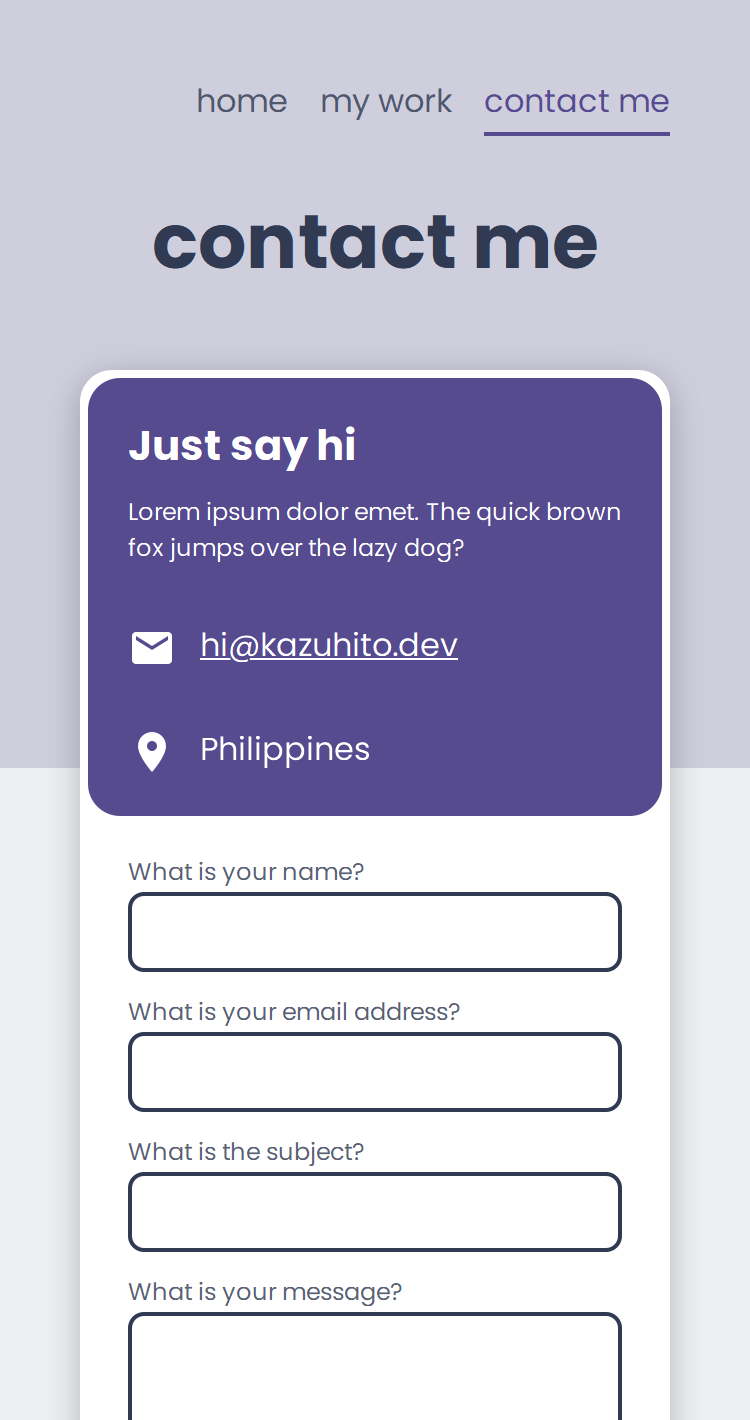 home my work contact me
contact me
Just say hi
Lorem ipsum dolor emet. The quick brown
fox jumps over the lazy dog?
hi@kazuhito.dev
Philippines
What is your name?
What is your email address?
What is the subject?
What is your message?